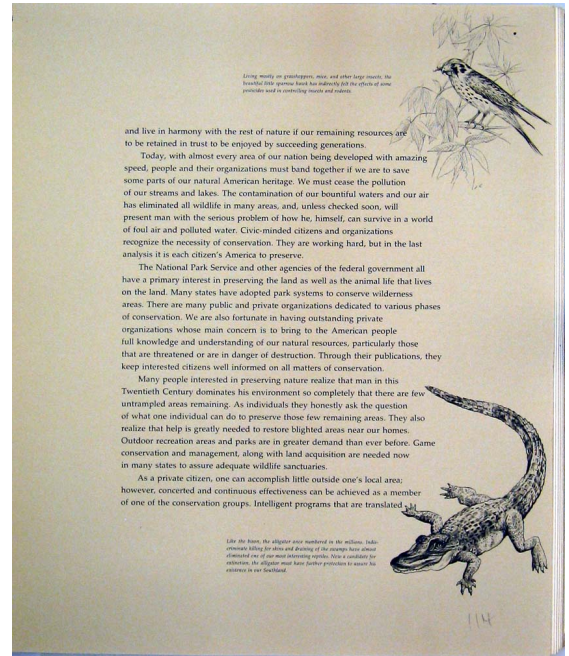 Living mostly on grasshoppers, mice, and other large insects, the
beautiful little sparrow hawk has indirectly felt the effects of some
pesticides used in controlling insects and rodents.
and live in harmony with the rest of nature if our remaining resources are
to be retained in trust to be enjoyed by succeeding generations.
Today, with almost every area of our nation being developed with amazing
speed, people and their organizations must band together if we are to save
some parts of our natural American heritage. We must cease the pollution
of our streams and lakes. The contamination of our bountiful waters and our air
has eliminated all wildlife in many areas, and, unless checked soon, will
present man with the serious problem of how he, himself, can survive in a world
of foul air and polluted water. Civic-minded citizens and organizations
recognize the necessity of conservation. They are working hard, but in the last
analysis it is each citizen's America to preserve.
The National Park Service and other agencies of the federal government all
have a primary interest in preserving the land as well as the animal life that lives
on the land. Many states have adopted park systems to conserve wilderness
areas. There are many public and private organizations dedicated to various phases
of conservation. We are also fortunate in having outstanding private
organizations whose main concern is to bring to the American people
full knowledge and understanding of our natural resources, particularly those
that are threatened or are in danger of destruction. Through their publications, they
keep interested citizens well informed on all matters of conservation.
Many people interested in preserving nature realize that man in this
Twentieth Century dominates his environment so completely that there are few
untrampled areas remaining. As individuals they honestly ask the question
of what one individual can do to preserve those few remaining areas. They also
realize that help is greatly needed to restore blighted areas near our homes.
Outdoor recreation areas and parks are in greater demand than ever before. Game
conservation and management, along with land acquisition are needed now
in many states to assure adequate wildlife sanctuaries.
As a private citizen, one can accomplish little outside one's local area;
however, concerted and continuous effectiveness can be achieved as a member
of one of the conservation groups. Intelligent programs that are translated
Like the bison, the alligator once numbered in the millions. Indis-
criminate killing for skins and draining of the swamps have almost
eliminated one of our most interesting reptiles. Now a candidate for
extinction, the alligator must have further protection to assure his
existence in our Southland.
114